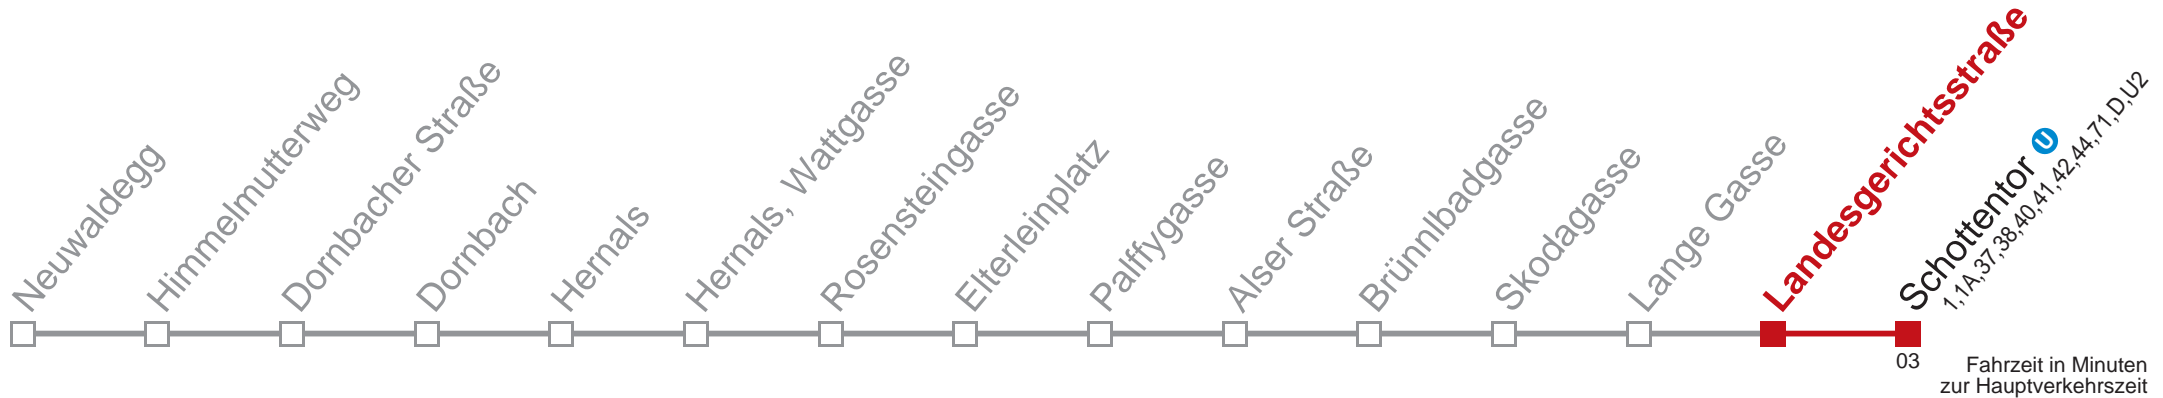 Neuwaldegg
Himmelmutterweg
Dornbacher Straße
Dornbach
Hernals
Hernals, Wattgasse
Rosensteingasse
Elterleinplatz
Palffygasse
Alser Straße
Brünnlbadgasse
Skodagasse
Lange Gasse
Landesgerichtsstraße
Schottentor U
1,1A,37,38,40,41,42,44,71,D,U2
03
Fahrzeit in Minuten
zur Hauptverkehrszeit